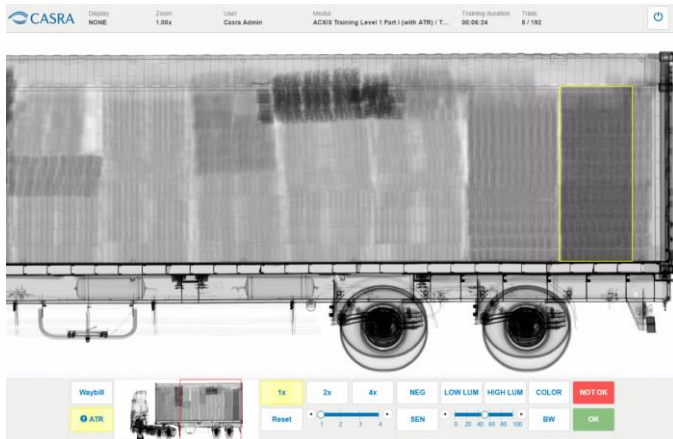 CASRA
Display
NONE
Zoom
1.00x
User
Casra Admin
Modul
ACXIS Training Level 1 Part I (with ATR) / T...
Training duration
00:06:24
Trials
5 / 192
Waybill
1x
2x
4x
NEG
LOW LUM
HIGH LUM
COLOR
NOT OK
ATR
Reset
1 2 3 4
SEN
0 20 40 60 80 100
BW
OK